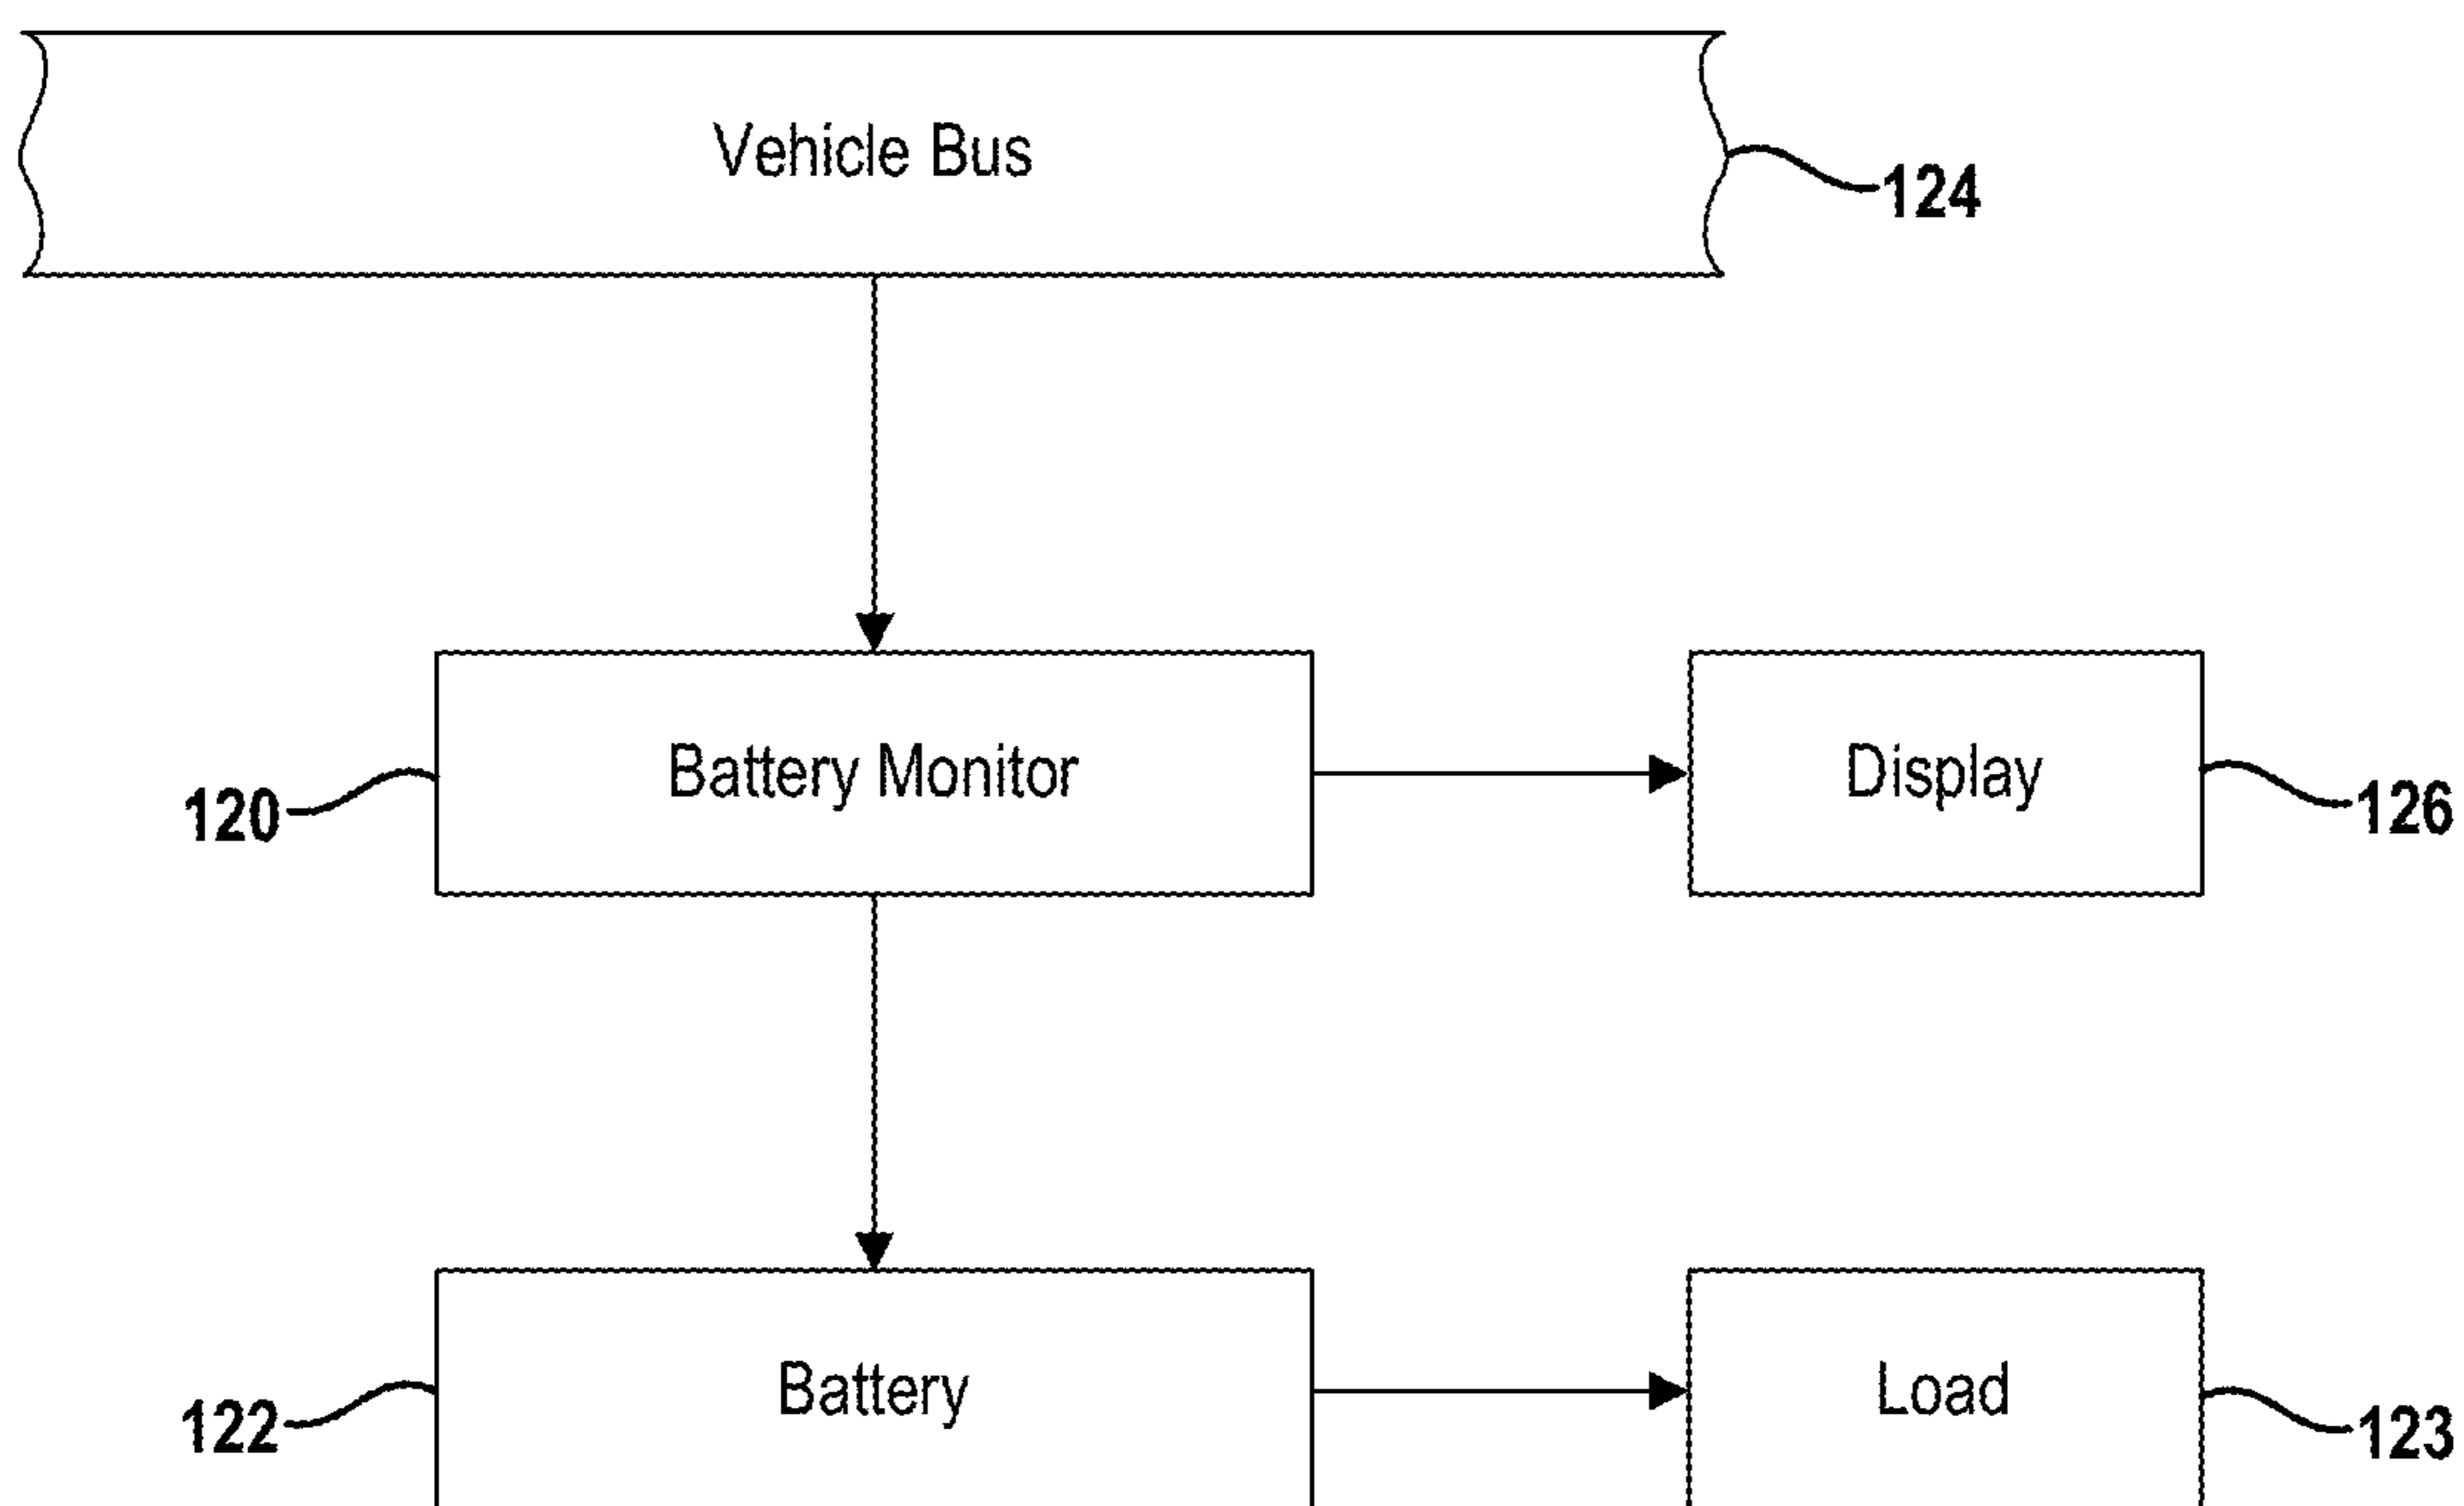 Vehicle Bus
124
Battery Monitor
Display
120
126
Battery
Load
122
123